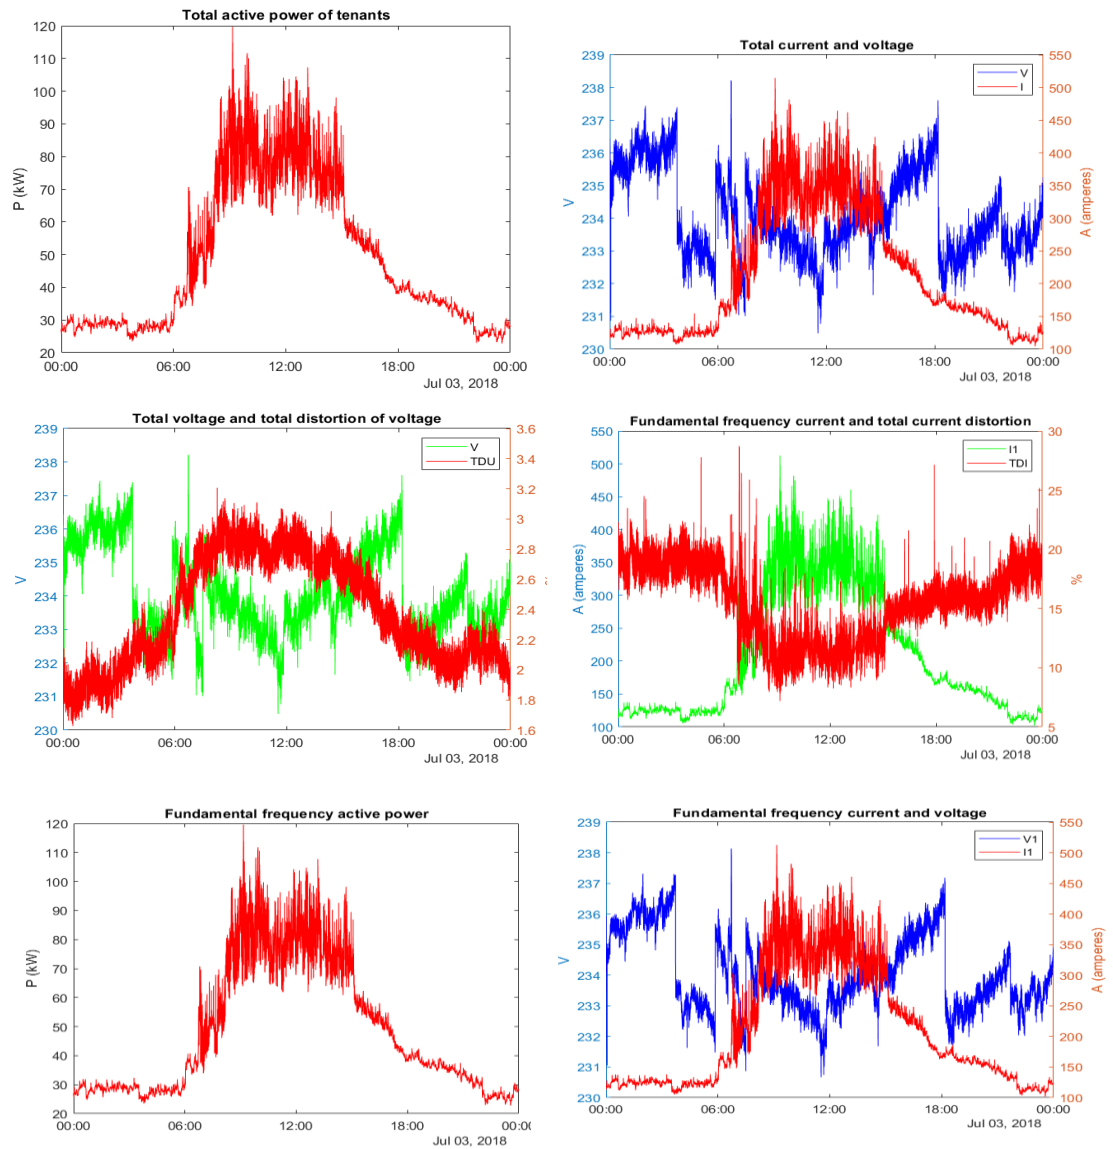 Total active power of tenants
120
110
100
90
80
70
60
50
40
30
20
P (kW)
00:00 06:00 12:00 18:00 00:00
Jul 03, 2018
Total current and voltage
239
238
237
236
235
234
233
232
231
230
V
V
I
550
500
450
400
350
300
250
200
150
100
A (amperes)
00:00 06:00 12:00 18:00 00:00
Jul 03, 2018
Total voltage and total distortion of voltage
239
238
237
236
235
234
233
232
231
230
V
V
TDU
3.6
3.4
3.2
3
2.8
2.6
2.4
2.2
2
1.8
1.6
00:00 06:00 12:00 18:00 00:00
Jul 03, 2018
Fundamental frequency current and total current distortion
550
500
450
400
350
300
250
200
150
100
A (amperes)
I1
TDI
30
25
20
15
10
5
%
00:00 06:00 12:00 18:00 00:00
Jul 03, 2018
Fundamental frequency active power
120
110
100
90
80
70
60
50
40
30
20
P (kW)
00:00 06:00 12:00 18:00 00:00
Jul 03, 2018
Fundamental frequency current and voltage
239
238
237
236
235
234
233
232
231
230
V
V1
I1
550
500
450
400
350
300
250
200
150
100
A (amperes)
00:00 06:00 12:00 18:00 00:00
Jul 03, 2018